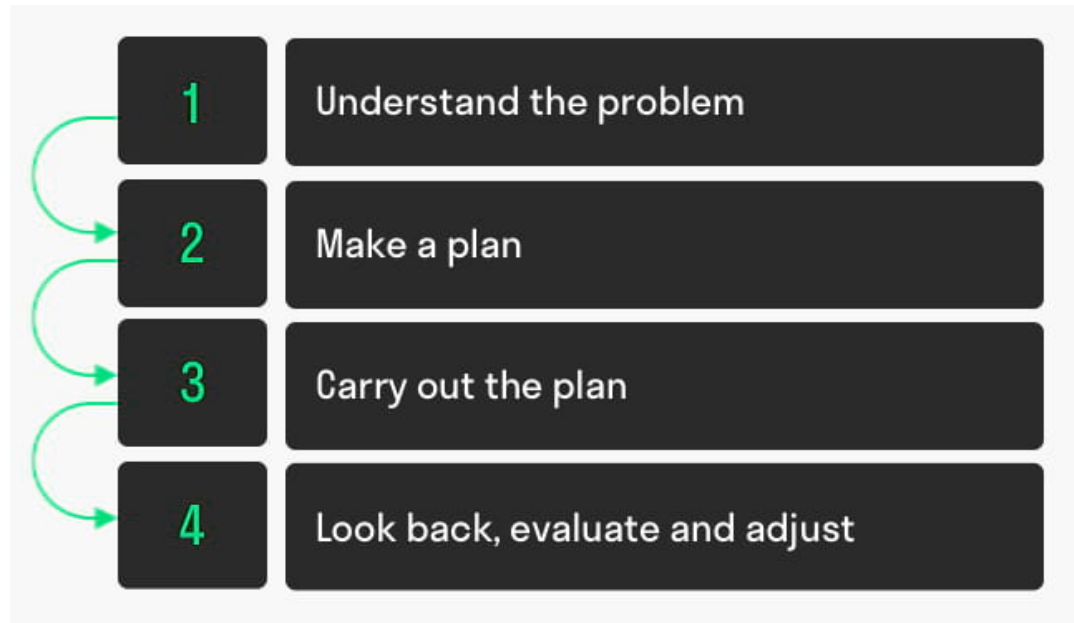 1 Understand the problem
2 Make a plan
3 Carry out the plan
4 Look back, evaluate and adjust